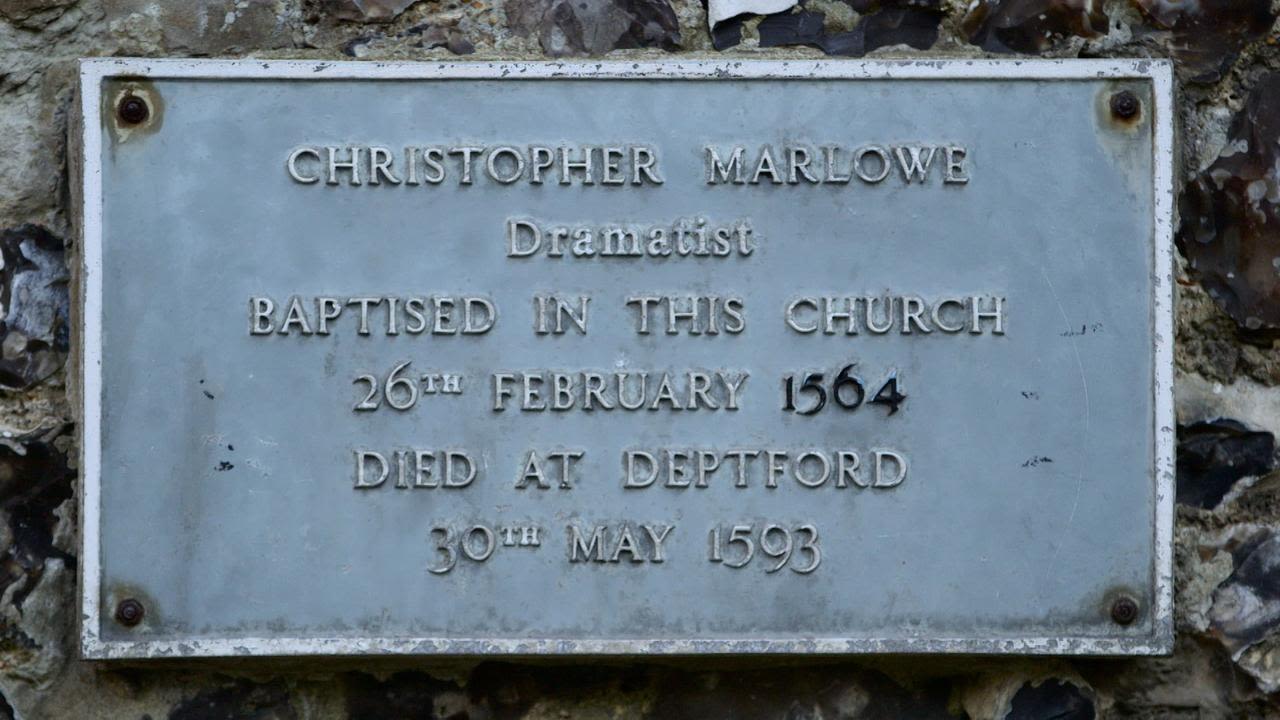 CHRISTOPHER MARLOWE
Dramatist
BAPTISED IN THIS CHURCH
26TH FEBRUARY 1564
DIED AT DEPTFORD
30TH MAY 1593